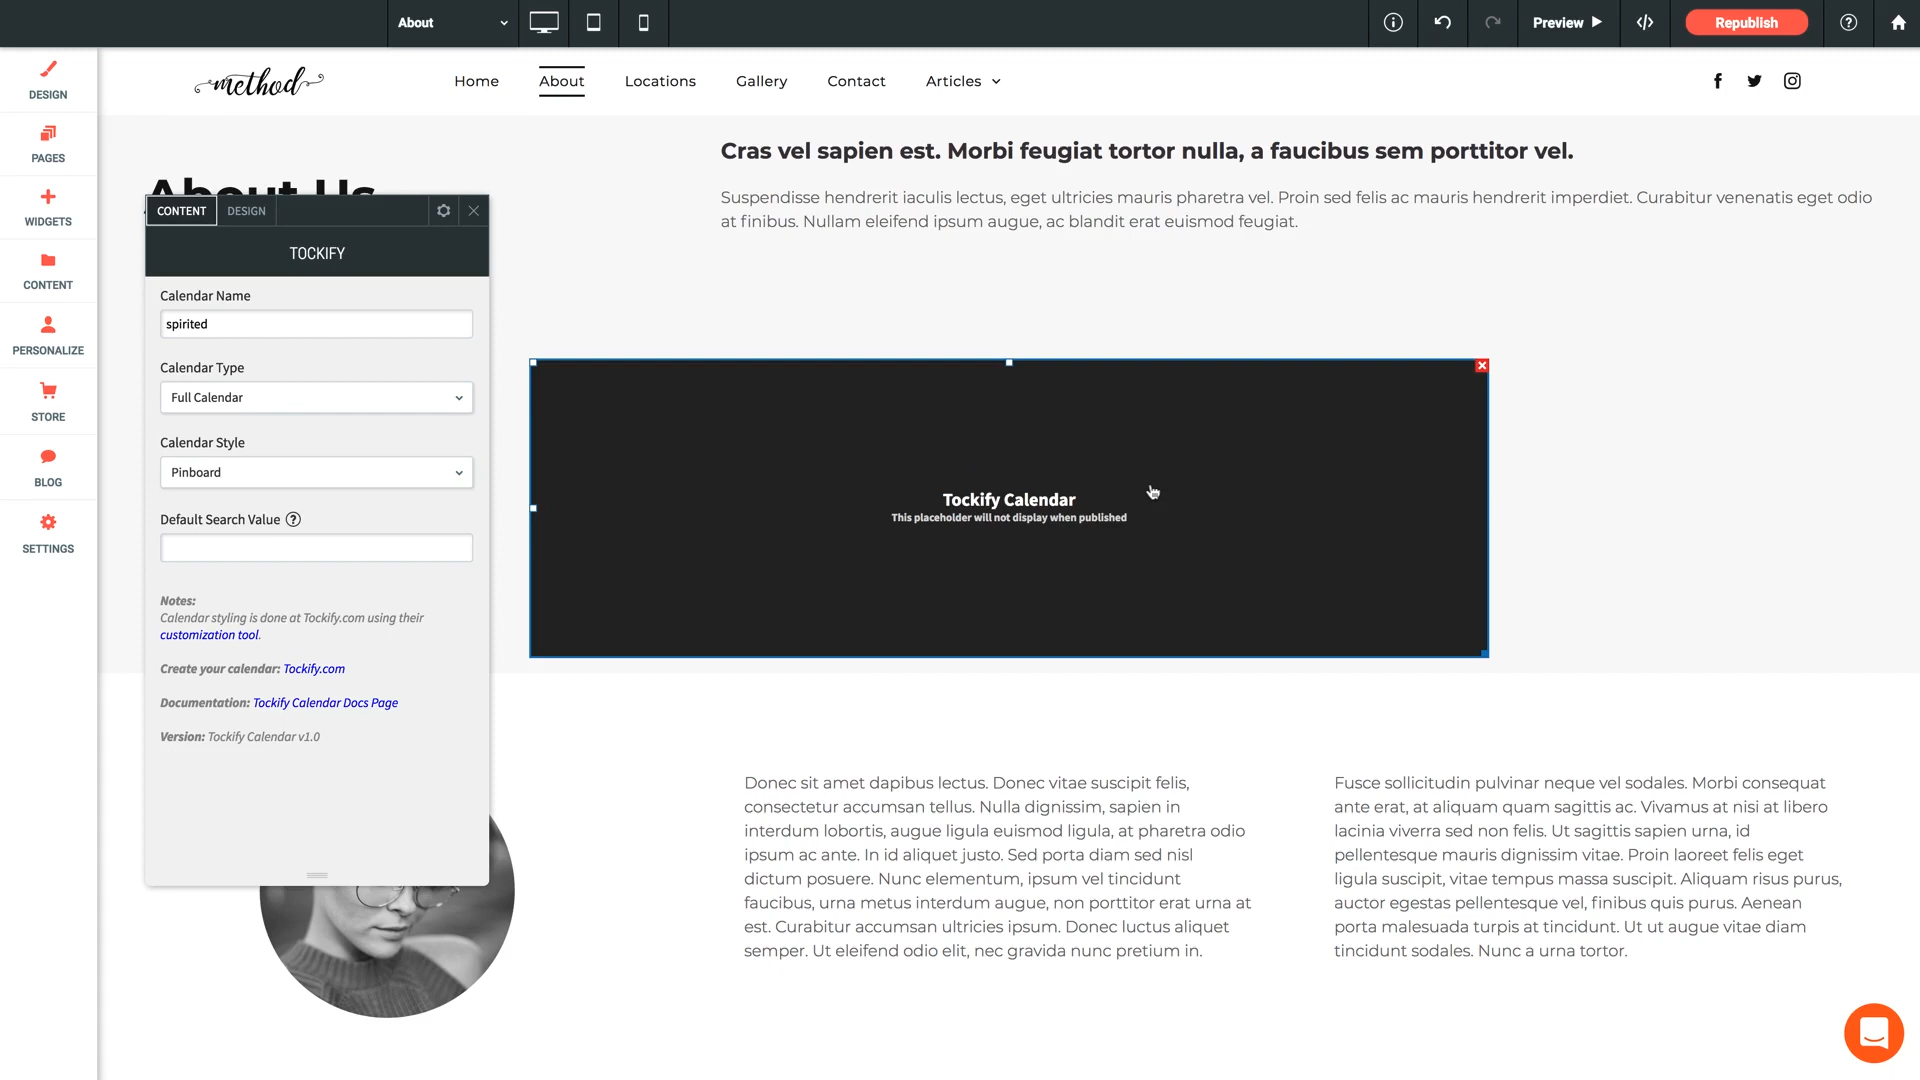 About
Preview
Republish
DESIGN
PAGES
WIDGETS
CONTENT
PERSONALIZE
STORE
BLOG
SETTINGS
method
Home
About
Locations
Gallery
Contact
Articles
Cras vel sapien est. Morbi feugiat tortor nulla, a faucibus sem porttitor vel.
Suspendisse hendrerit iaculis lectus, eget ultricies mauris pharetra vel. Proin sed felis ac mauris hendrerit imperdiet. Curabitur venenatis eget odio
at finibus. Nullam eleifend ipsum augue, ac blandit erat euismod feugiat.
About Us
CONTENT
DESIGN
TOCKIFY
Calendar Name
spirited
Calendar Type
Full Calendar
Calendar Style
Pinboard
Default Search Value
Notes:
Calendar styling is done at Tockify.com using their
customization tool.
Create your calendar: Tockify.com
Documentation: Tockify Calendar Docs Page
Version: Tockify Calendar v1.0
Tockify Calendar
This placeholder will not display when published
Donec sit amet dapibus lectus. Donec vitae suscipit felis,
consectetur accumsan tellus. Nulla dignissim, sapien in
interdum lobortis, augue ligula euismod ligula, at pharetra odio
ipsum ac ante. In id aliquet justo. Sed porta diam sed nisl
dictum posuere. Nunc elementum, ipsum vel tincidunt
faucibus, urna metus interdum augue, non porttitor erat urna at
est. Curabitur accumsan ultricies ipsum. Donec luctus aliquet
semper. Ut eleifend odio elit, nec gravida nunc pretium in.
Fusce sollicitudin pulvinar neque vel sodales. Morbi consequat
ante erat, at aliquam quam sagittis ac. Vivamus at nisi at libero
lacinia viverra sed non felis. Ut sagittis sapien urna, id
pellentesque mauris dignissim vitae. Proin laoreet felis eget
ligula suscipit, vitae tempus massa suscipit. Aliquam risus purus,
auctor egestas pellentesque vel, finibus quis purus. Aenean
porta malesuada turpis at tincidunt. Ut ut augue vitae diam
tincidunt sodales. Nunc a urna tortor.